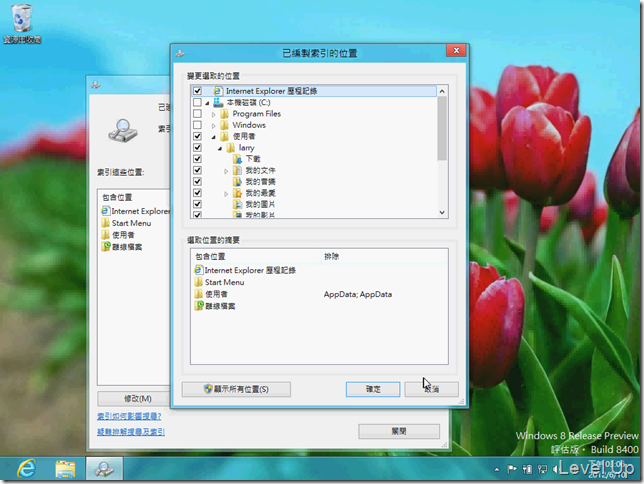 資源回收筒
已編製索引的位置
變更選取的位置
Internet Explorer 歷程記錄
本機磁碟 (C:)
Program Files
Windows
使用者
larry
下載
我的文件
我的音樂
我的最愛
我的圖片
我的影片
選取位置的摘要
包含位置 排除
Internet Explorer 歷程記錄
Start Menu
使用者 AppData; AppData
離線檔案
顯示所有位置(S) 確定 取消
索引這些位置:
包含位置
Internet Explorer
Start Menu
使用者
離線檔案
修改(M)
索引如何影響搜尋?
疑難排解搜尋及索引
關閉
Windows 8 Release Preview
評估版。 Build 8400
Level Up